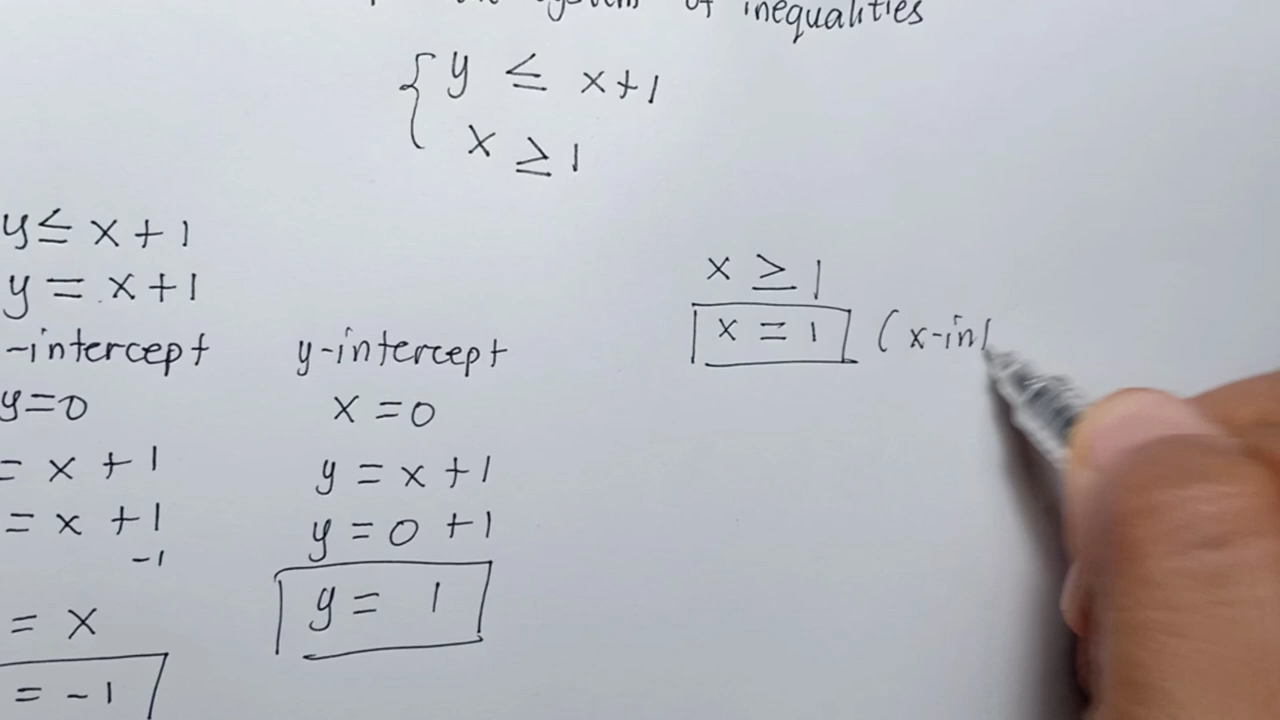 of inequalities
y ≤ x+1
x ≥ 1
y ≤ x + 1
y = x+1
-intercept
y=0
= x + 1
= x + 1
-1
= x
= -1
y-intercept
x = 0
y = x + 1
y = 0 + 1
y = 1
x ≥ 1
x = 1 (x-in